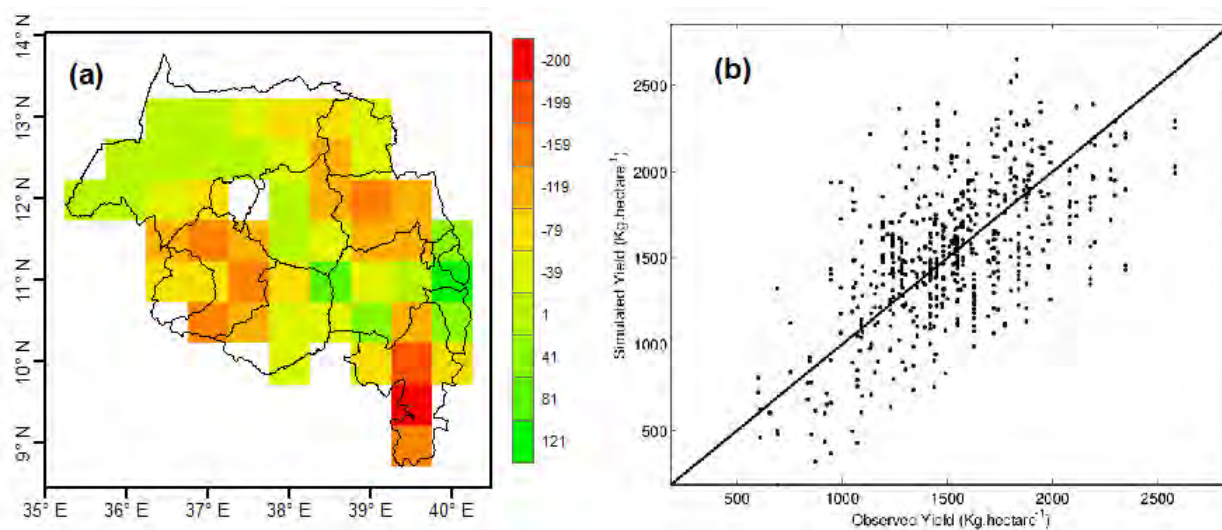 (a)
14° N
13° N
12° N
11° N
10° N
9° N
35° E
36° E
37° E
38° E
39° E
40° E
-200
-199
-159
-119
-79
-39
1
41
81
121
(b)
Simulated Yield (Kg.hectare-1)
2500
2000
1500
1000
500
500
1000
1500
2000
2500
Observed Yield (Kg.hectare-1)